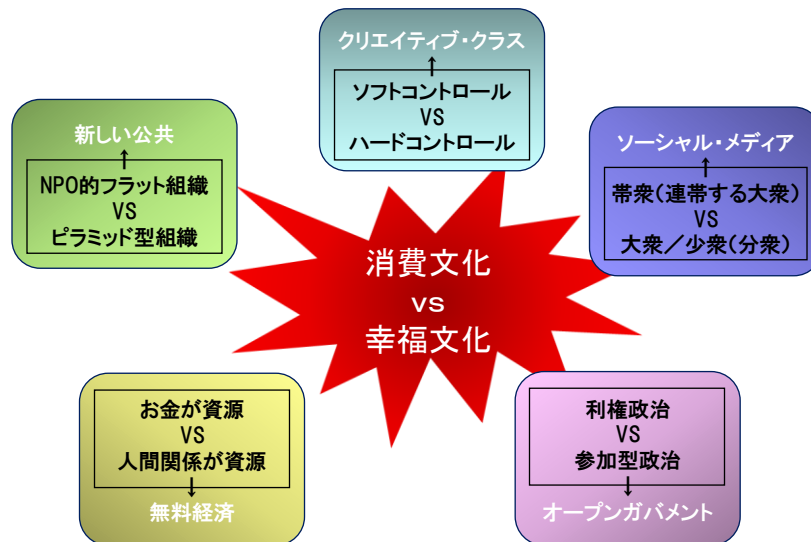 クリエイティブ・クラス
ソフトコントロール
VS
ハードコントロール
新しい公共
NPO的フラット組織
VS
ピラミッド型組織
ソーシャル・メディア
帯衆(連帯する大衆)
VS
大衆／少衆(分衆)
消費文化
vs
幸福文化
お金が資源
VS
人間関係が資源
無料経済
利権政治
VS
参加型政治
オープンガバメント